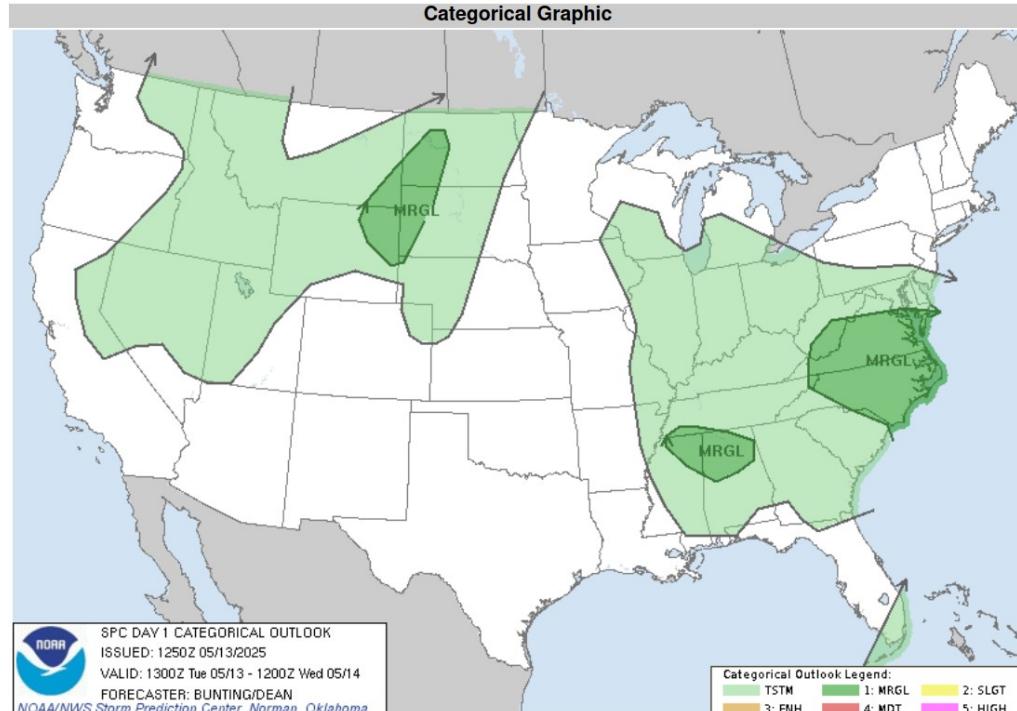 Categorical Graphic
MRGL
MRGL
MRGL
NOAA
SPC DAY 1 CATEGORICAL OUTLOOK
ISSUED: 1250Z 05/13/2025
VALID: 1300Z Tue 05/13 - 1200Z Wed 05/14
FORECASTER: BUNTING/DEAN
NOAA/NWS Storm Prediction Center, Norman, Oklahoma
Categorical Outlook Legend:
TSTM 1: MRGL 2: SLGT
3: ENH 4: MDT 5: HIGH